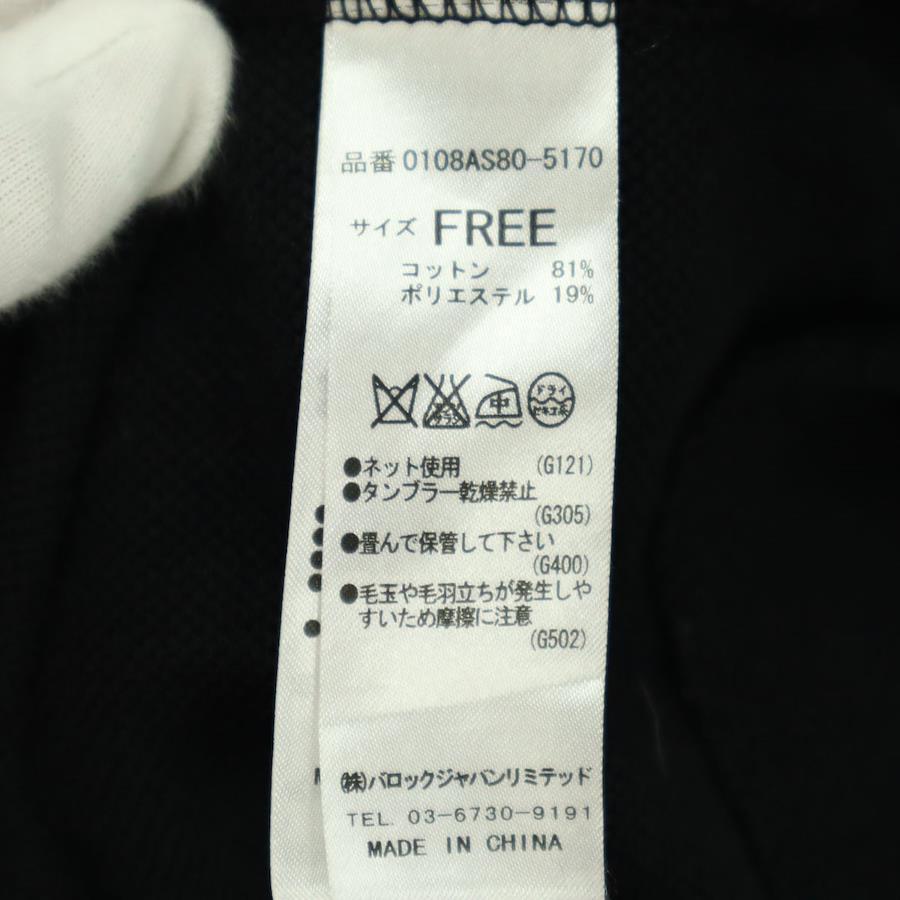 品番 0108AS80-5170
サイズ FREE
コットン 81%
ポリエステル 19%
中 ドライ
●ネット使用 (G121)
●タンブラー乾燥禁止
(G305)
●畳んで保管して下さい
(G400)
●毛玉や毛羽立ちが発生しや
すいため摩擦に注意
(G502)
㈱バロックジャパンリミテッド
TEL. 03-6730-9191
MADE IN CHINA